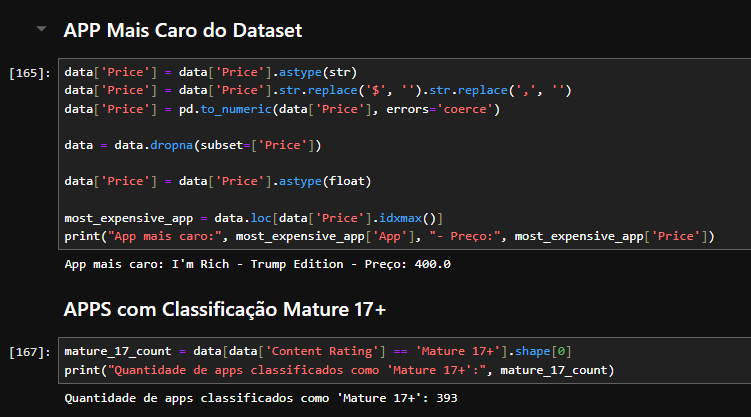 APP Mais Caro do Dataset
[165]:
data['Price'] = data['Price'].astype(str)
data['Price'] = data['Price'].str.replace('$', '').str.replace(',', '')
data['Price'] = pd.to_numeric(data['Price'], errors='coerce')
data = data.dropna(subset=['Price'])
data['Price'] = data['Price'].astype(float)
most_expensive_app = data.loc[data['Price'].idxmax()]
print("App mais caro:", most_expensive_app['App'], "- Preço:", most_expensive_app['Price'])
App mais caro: I'm Rich - Trump Edition - Preço: 400.0
APPS com Classificação Mature 17+
[167]:
mature_17_count = data[data['Content Rating'] == 'Mature 17+'].shape[0]
print("Quantidade de apps classificados como 'Mature 17+':", mature_17_count)
Quantidade de apps classificados como 'Mature 17+': 393